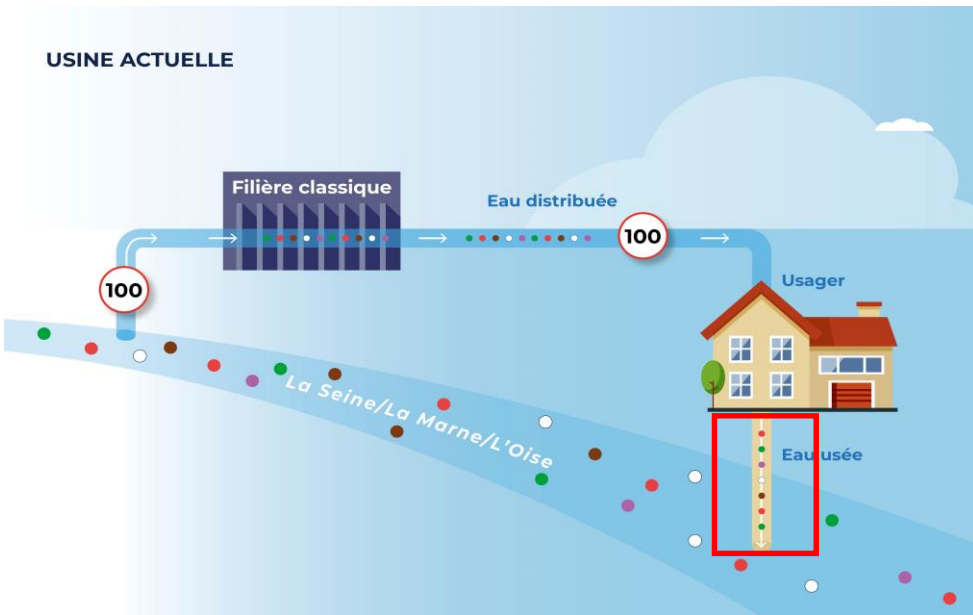 USINE ACTUELLE
Filière classique
Eau distribuée
100
100
Usager
La Seine/La Marne/L'Oise
Eau usée